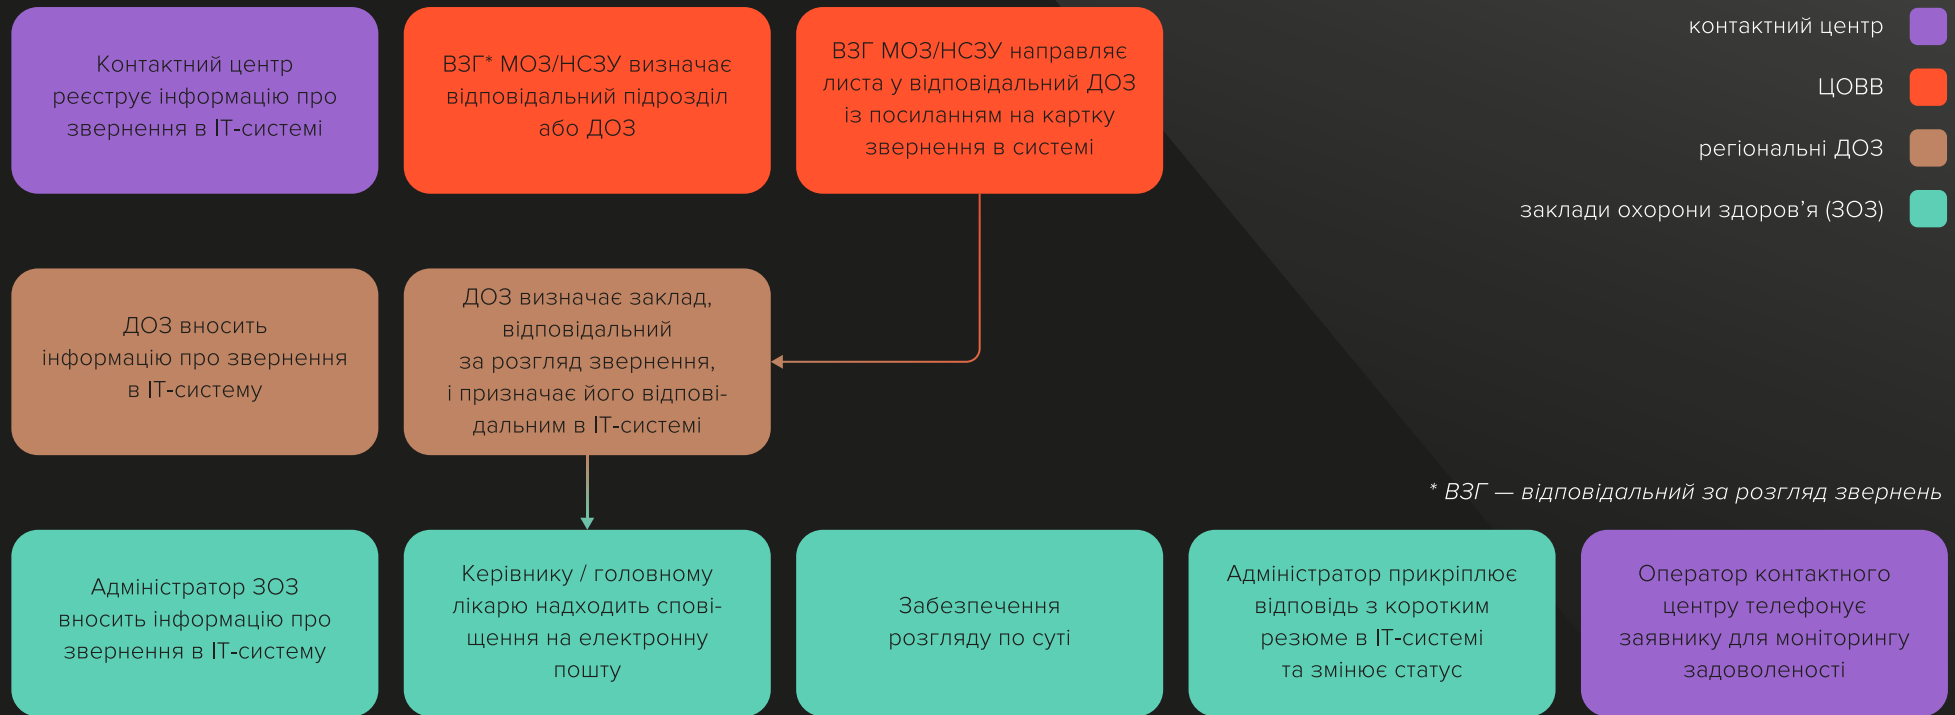 Контактний центр
реєструє інформацію про
звернення в ІТ-системі
ВЗГ* МОЗ/НСЗУ визначає
відповідальний підрозділ
або ДОЗ
ВЗГ МОЗ/НСЗУ направляє
листа у відповідальний ДОЗ
із посиланням на картку
звернення в системі
контактний центр
ЦОВВ
регіональні ДОЗ
заклади охорони здоров’я (ЗОЗ)
ДОЗ вносить
інформацію про звернення
в ІТ-систему
ДОЗ визначає заклад,
відповідальний
за розгляд звернення,
і призначає його відпові-
дальним в ІТ-системі
* ВЗГ — відповідальний за розгляд звернень
Адміністратор ЗОЗ
вносить інформацію про
звернення в ІТ-систему
Керівнику / головному
лікарю надходить спові-
щення на електронну
пошту
Забезпечення
розгляду по суті
Адміністратор прикріплює
відповідь з коротким
резюме в ІТ-системі
та змінює статус
Оператор контактного
центру телефонує
заявнику для моніторингу
задоволеності